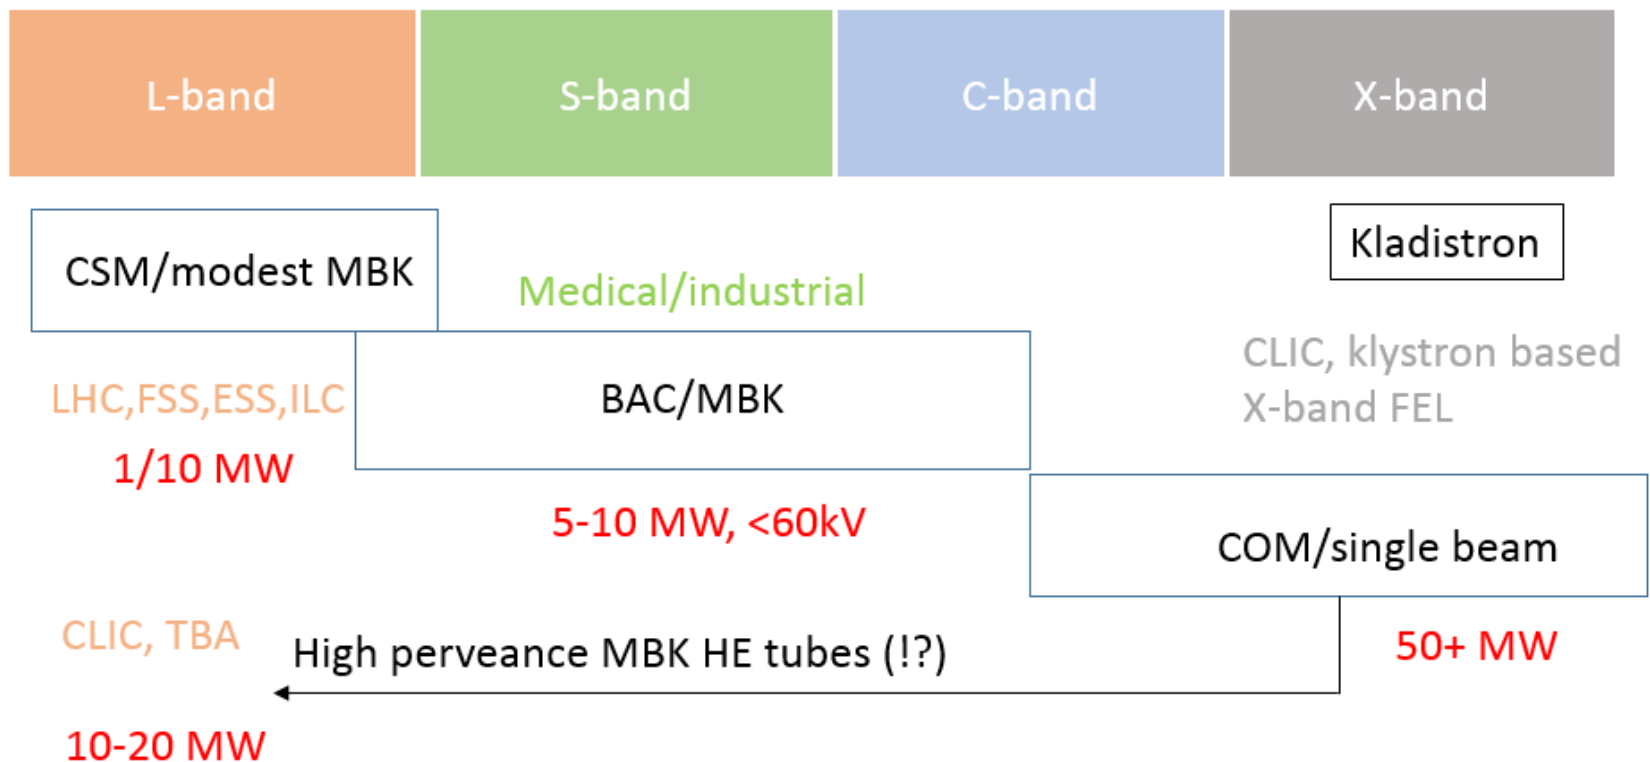 L-band
S-band
C-band
X-band
Kladistron
CSM/modest MBK
Medical/industrial
CLIC, klystron based
X-band FEL
LHC,FSS,ESS,ILC
BAC/MBK
1/10 MW
5-10 MW, <60kV
COM/single beam
CLIC, TBA
High perveance MBK HE tubes (!?)
50+ MW
10-20 MW